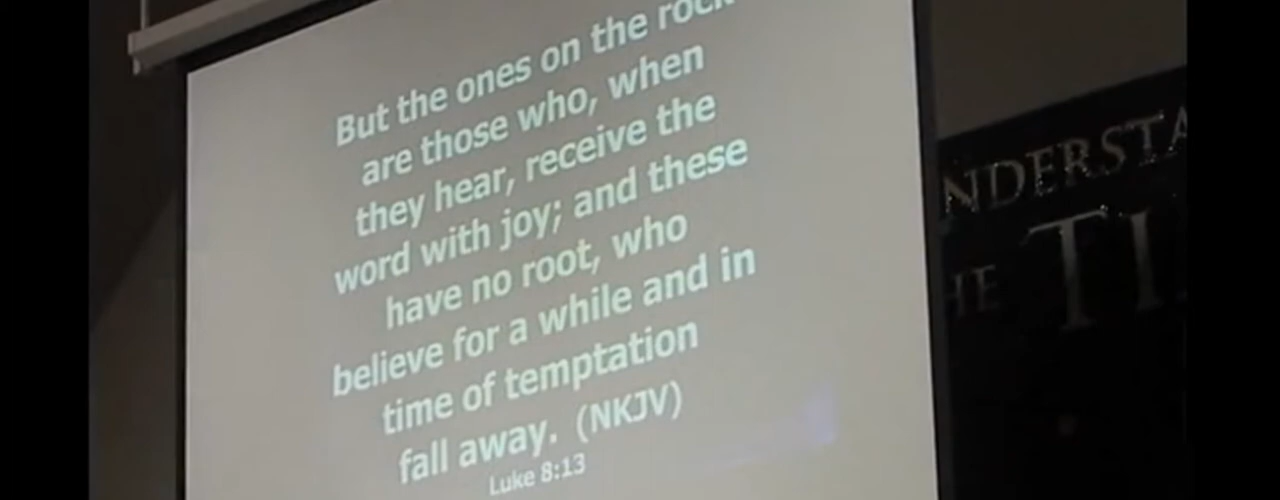 But the ones on the rock
are those who, when
they hear, receive the
word with joy; and these
have no root, who
believe for a while and in
time of temptation
fall away. (NKJV)
Luke 8:13
NDERSTA
HE TI